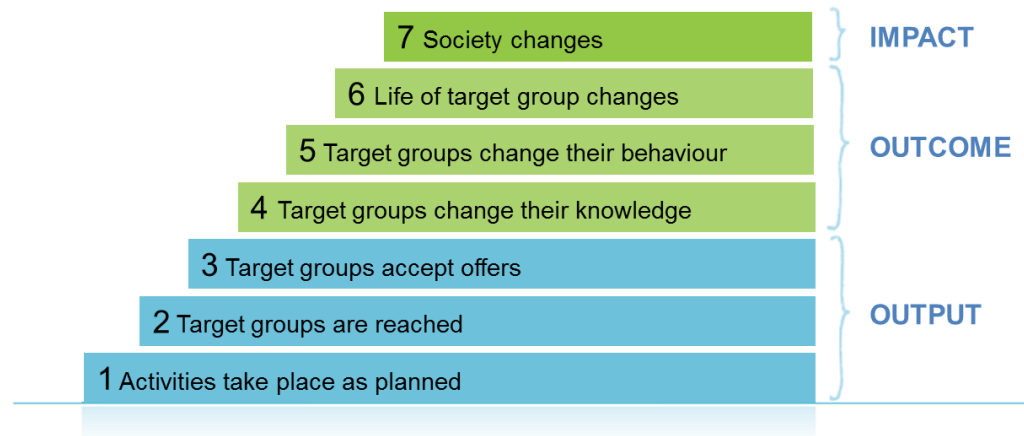 7 Society changes
IMPACT
6 Life of target group changes
5 Target groups change their behaviour
OUTCOME
4 Target groups change their knowledge
3 Target groups accept offers
2 Target groups are reached
OUTPUT
1 Activities take place as planned